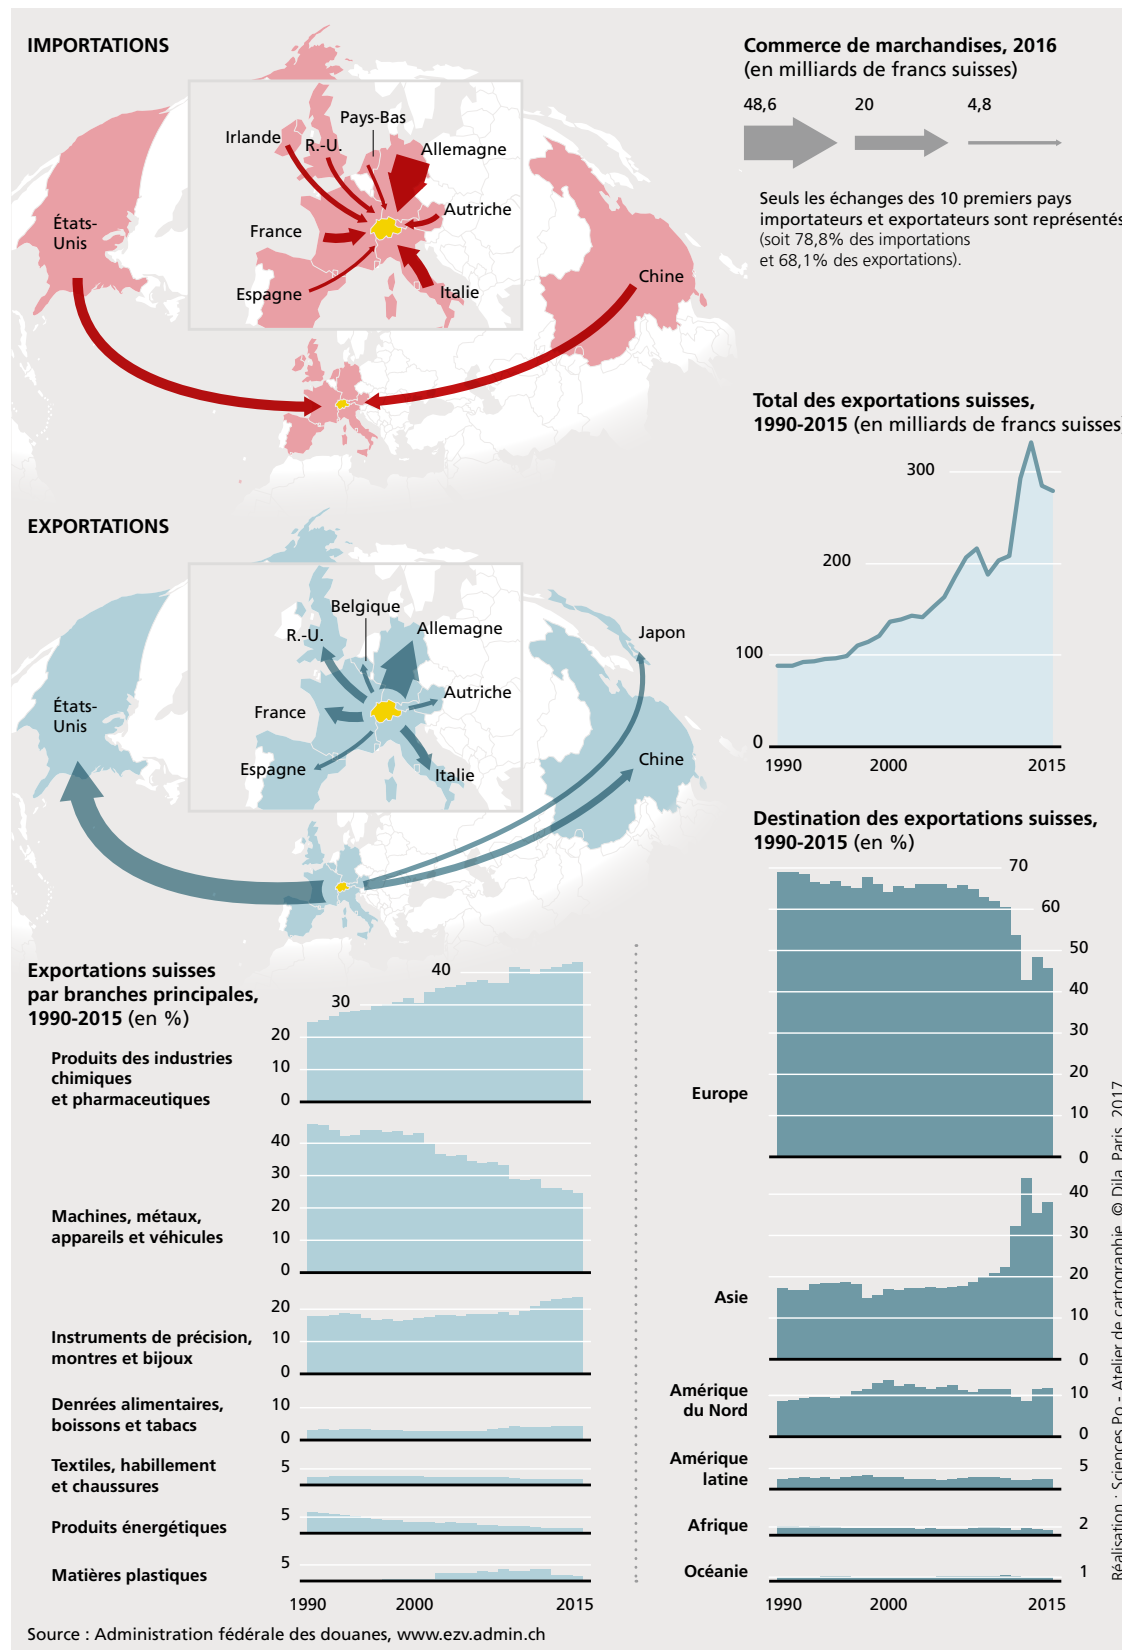 IMPORTATIONS
Irlande
R.-U.
Pays-Bas
Allemagne
Autriche
France
Espagne
Italie
États-
Unis
Chine
Commerce de marchandises, 2016
(en milliards de francs suisses)
48,6
20
4,8
Seuls les échanges des 10 premiers pays
importateurs et exportateurs sont représentés
(soit 78,8% des importations
et 68,1% des exportations).
Total des exportations suisses,
1990-2015 (en milliards de francs suisses)
300
200
100
0
1990
2000
2015
EXPORTATIONS
Belgique
R.-U.
Allemagne
Autriche
France
Espagne
Italie
États-
Unis
Japon
Chine
Destination des exportations suisses,
1990-2015 (en %)
70
60
50
40
30
20
10
0
Europe
40
30
20
10
0
Asie
Amérique
du Nord
10
0
Amérique
latine
5
Afrique
2
Océanie
1
1990
2000
2015
Exportations suisses
par branches principales,
1990-2015 (en %)
40
30
20
10
0
Produits des industries
chimiques
et pharmaceutiques
40
30
20
10
0
Machines, métaux,
appareils et véhicules
20
10
0
Instruments de précision,
montres et bijoux
Denrées alimentaires,
boissons et tabacs
10
0
Textiles, habillement
et chaussures
5
Produits énergétiques
5
Matières plastiques
5
1990
2000
2015
Source : Administration fédérale des douanes, www.ezv.admin.ch
Réalisation : Sciences Po - Atelier de cartographie. © Dila, Paris, 2017